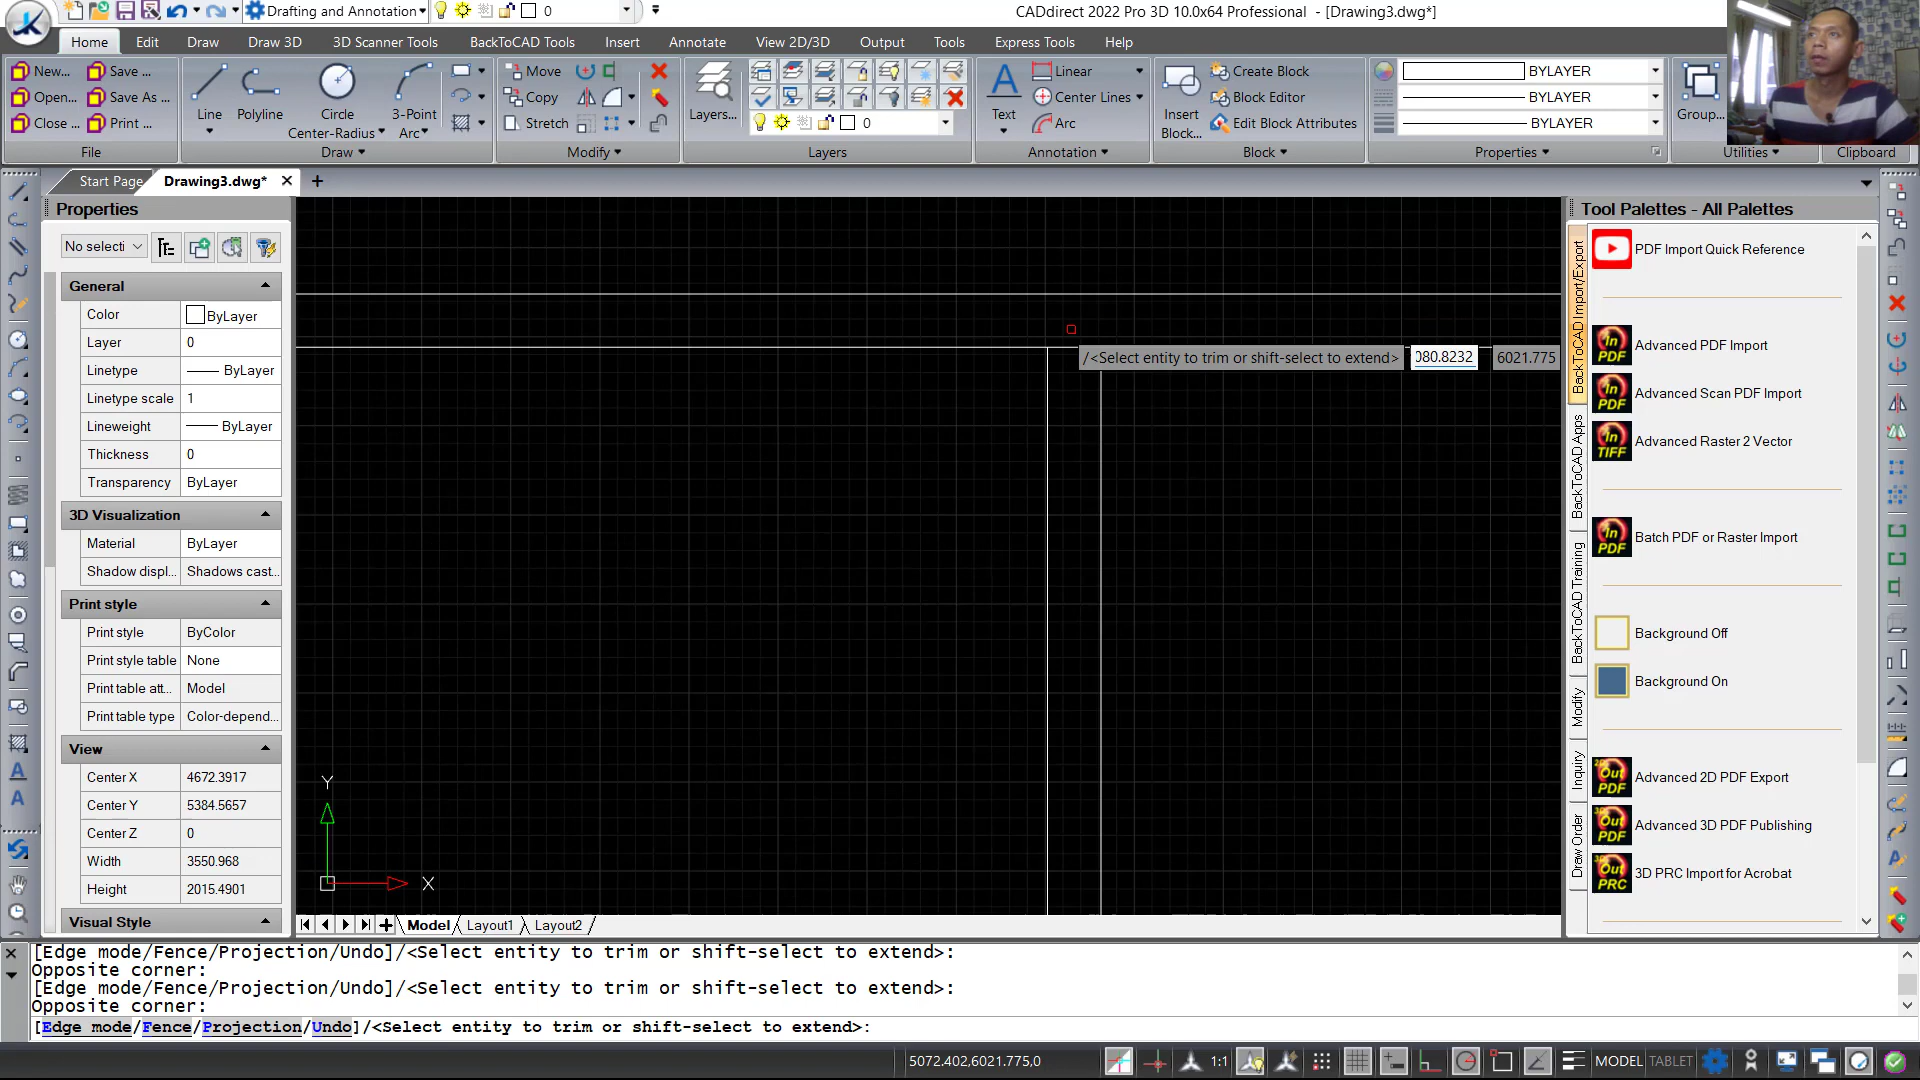 Drafting and Annotation
0
CADdirect 2022 Pro 3D 10.0x64 Professional - [Drawing3.dwg*]
Home Edit Draw Draw 3D 3D Scanner Tools BackToCAD Tools Insert Annotate View 2D/3D Output Tools Express Tools Help
New... Save ...
Open... Save As ...
Close ... Print ...
File
Line Polyline Circle Center-Radius 3-Point Arc
Draw
Move
Copy
Stretch
Modify
Layers...
0
Layers
Text
Linear
Center Lines
Arc
Annotation
Insert Block...
Create Block
Block Editor
Edit Block Attributes
Block
BYLAYER
BYLAYER
BYLAYER
Properties
Group...
Utilities
Clipboard
Start Page Drawing3.dwg*
Properties
No selecti
General
Color ByLayer
Layer 0
Linetype ByLayer
Linetype scale 1
Lineweight ByLayer
Thickness 0
Transparency ByLayer
3D Visualization
Material ByLayer
Shadow displ... Shadows cast...
Print style
Print style ByColor
Print style table None
Print table att... Model
Print table type Color-depend...
View
Center X 4672.3917
Center Y 5384.5657
Center Z 0
Width 3550.968
Height 2015.4901
Visual Style
/<Select entity to trim or shift-select to extend> 080.8232 6021.775
Y
X
Model Layout1 Layout2
Tool Palettes - All Palettes
BackToCAD Import/Export
BackToCAD Apps
BackToCAD Training
Modify
Inquiry
Draw Order
PDF Import Quick Reference
Advanced PDF Import
Advanced Scan PDF Import
Advanced Raster 2 Vector
Batch PDF or Raster Import
Background Off
Background On
Advanced 2D PDF Export
Advanced 3D PDF Publishing
3D PRC Import for Acrobat
[Edge mode/Fence/Projection/Undo]/<Select entity to trim or shift-select to extend>:
Opposite corner:
[Edge mode/Fence/Projection/Undo]/<Select entity to trim or shift-select to extend>:
Opposite corner:
[Edge mode/Fence/Projection/Undo]/<Select entity to trim or shift-select to extend>:
5072.402,6021.775,0 1:1 MODEL TABLET